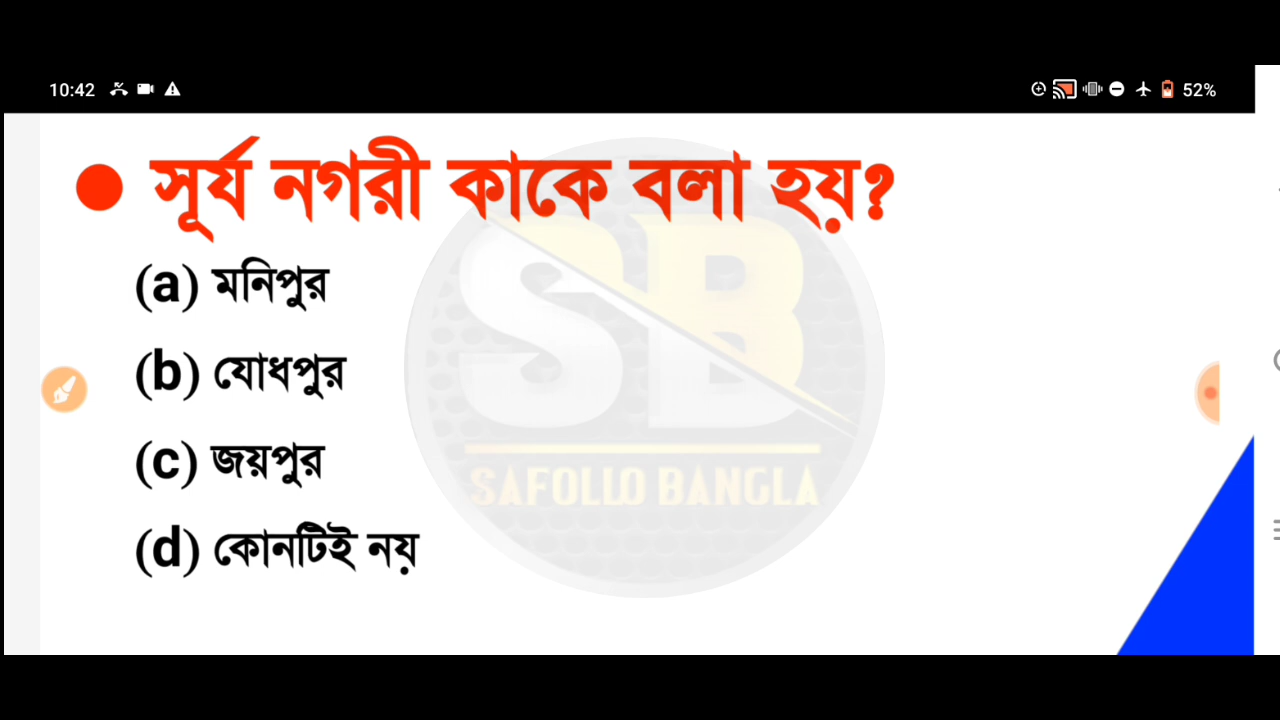 10:42
52%
● সূর্য নগরী কাকে বলা হয়?
(a) মনিপুর
(b) যোধপুর
(c) জয়পুর
(d) কোনটিই নয়
SB
SAFOLLO BANGLA